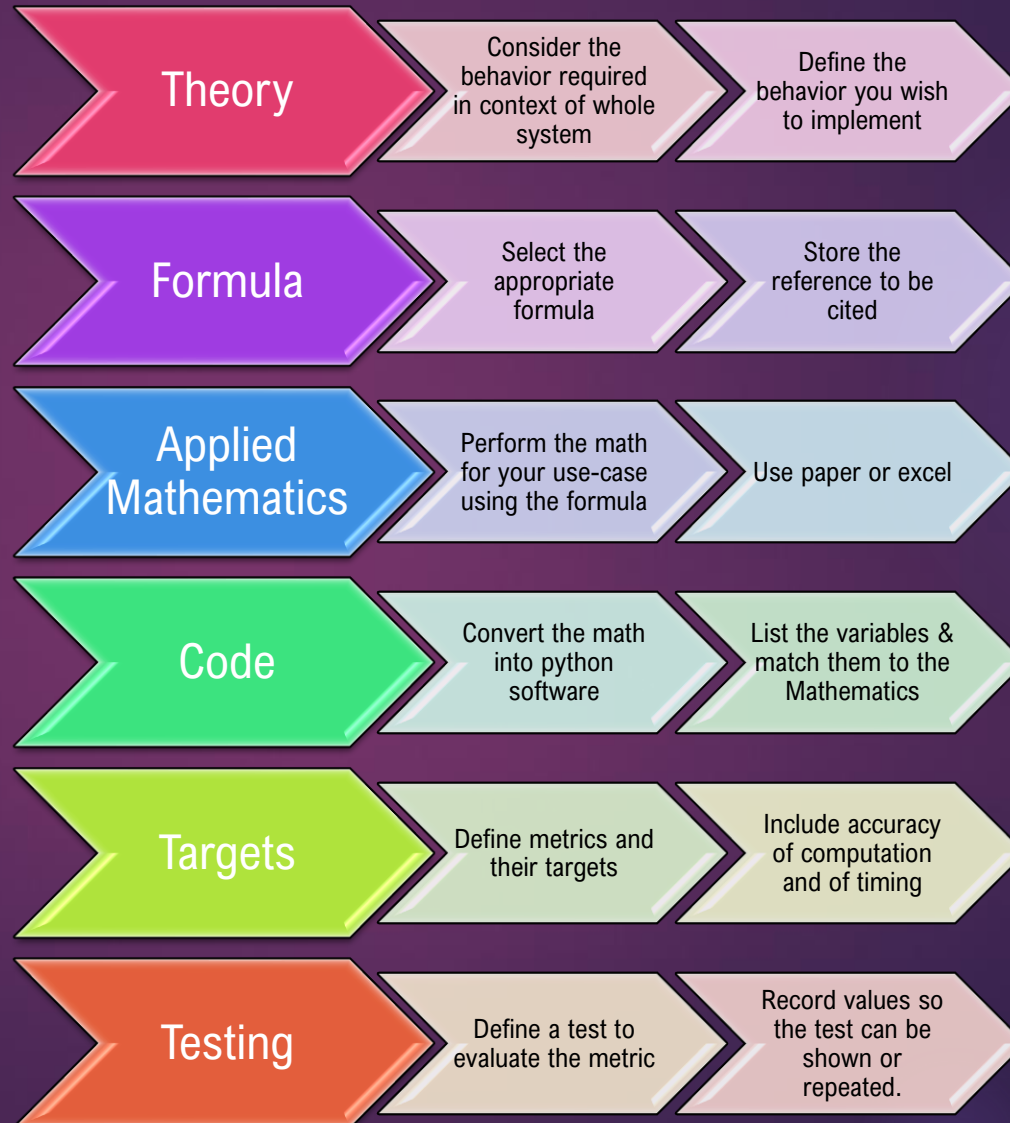 Theory
Consider the
behavior required
in context of whole
system
Define the
behavior you wish
to implement
Formula
Select the
appropriate
formula
Store the
reference to be
cited
Applied
Mathematics
Perform the math
for your use-case
using the formula
Use paper or excel
Code
Convert the math
into python
software
List the variables &
match them to the
Mathematics
Targets
Define metrics and
their targets
Include accuracy
of computation
and of timing
Testing
Define a test to
evaluate the metric
Record values so
the test can be
shown or
repeated.